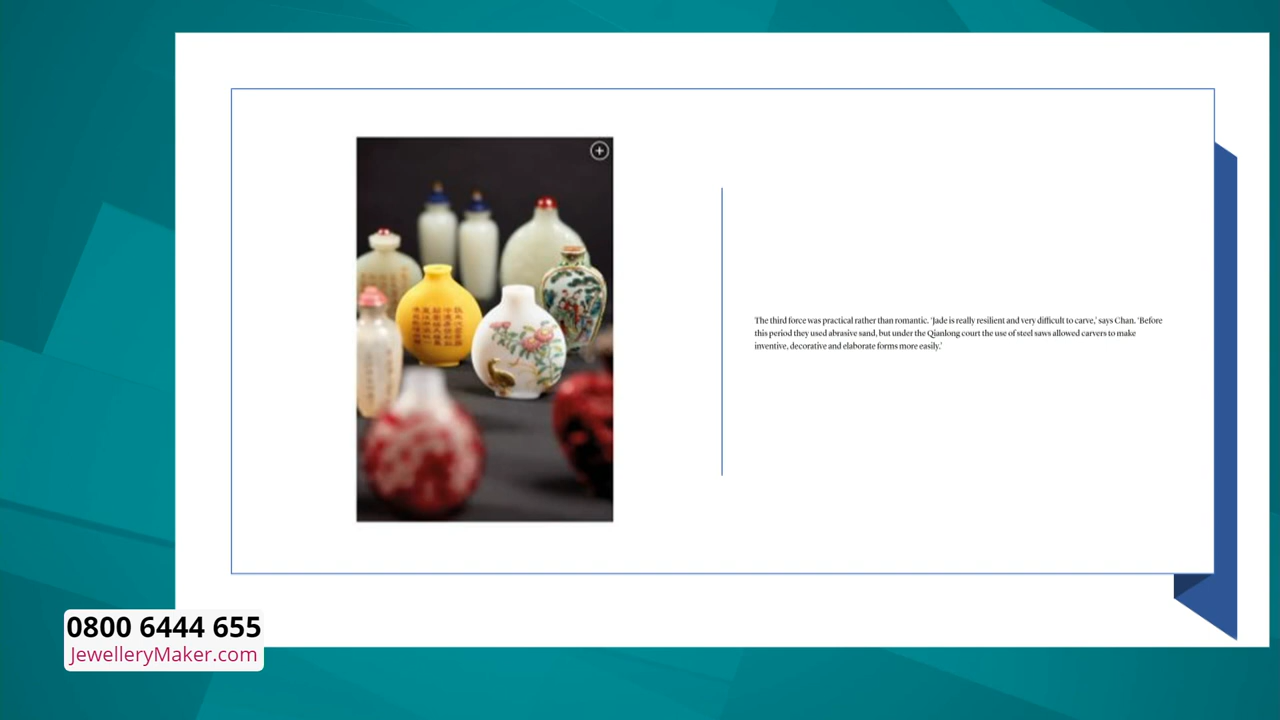 The third force was practical rather than romantic. 'Jade is really resilient and very difficult to carve,' says Chan. 'Before
this period they used abrasive sand, but under the Qianlong court the use of steel saws allowed carvers to make
inventive, decorative and elaborate forms more easily.'
0800 6444 655
JewelleryMaker.com